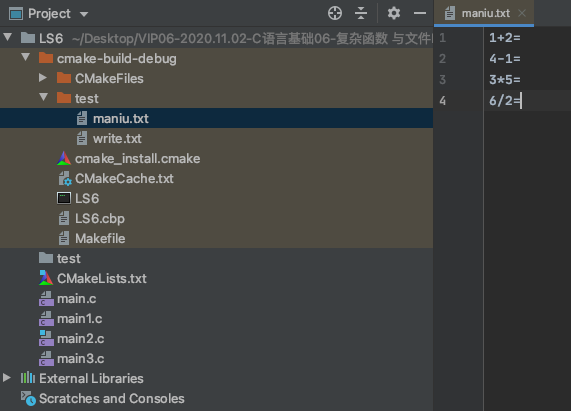 Project
LS6 ~/Desktop/VIP06-2020.11.02-C语言基础06-复杂函数 与文件
cmake-build-debug
CMakeFiles
test
maniu.txt
write.txt
cmake_install.cmake
CMakeCache.txt
LS6
LS6.cbp
Makefile
test
CMakeLists.txt
main.c
main1.c
main2.c
main3.c
External Libraries
Scratches and Consoles
maniu.txt
1 1+2=
2 4-1=
3 3*5=
4 6/2=